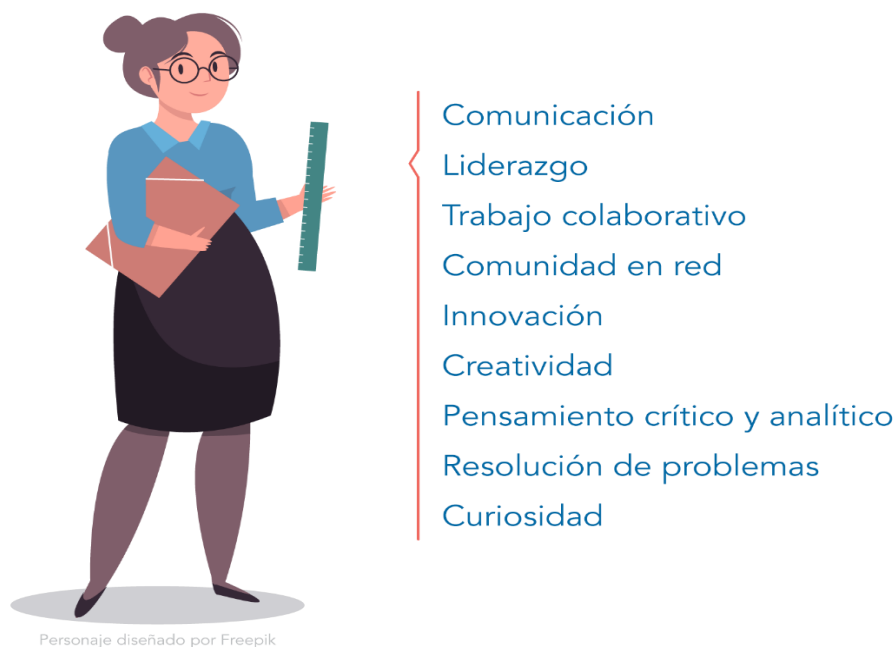 Comunicación
Liderazgo
Trabajo colaborativo
Comunidad en red
Innovación
Creatividad
Pensamiento crítico y analítico
Resolución de problemas
Curiosidad
Personaje diseñado por Freepik